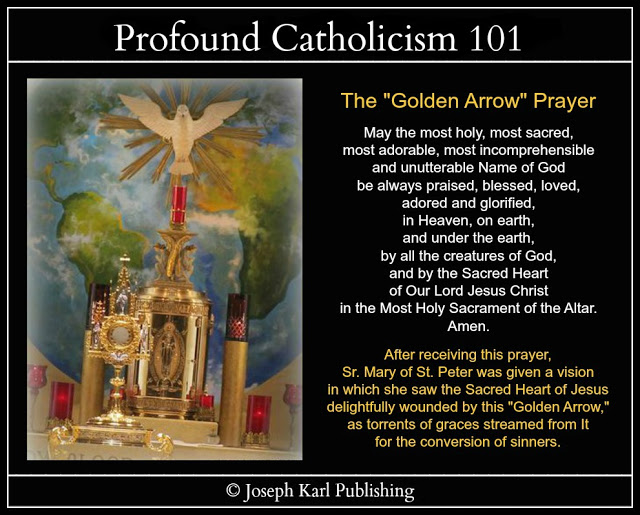 Profound Catholicism 101
The "Golden Arrow" Prayer
May the most holy, most sacred,
most adorable, most incomprehensible
and unutterable Name of God
be always praised, blessed, loved,
adored and glorified,
in Heaven, on earth,
and under the earth,
by all the creatures of God,
and by the Sacred Heart
of Our Lord Jesus Christ
in the Most Holy Sacrament of the Altar.
Amen.
After receiving this prayer,
Sr. Mary of St. Peter was given a vision
in which she saw the Sacred Heart of Jesus
delightfully wounded by this "Golden Arrow,"
as torrents of graces streamed from It
for the conversion of sinners.
BLOOD
© Joseph Karl Publishing